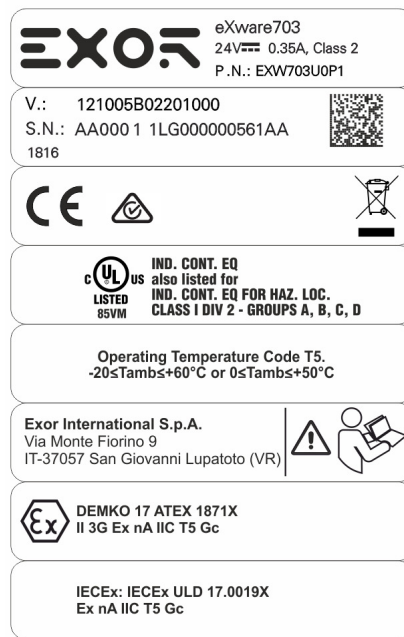 EXOR
eXware703
24V⎓ 0.35A, Class 2
P.N.: EXW703U0P1
V.: 121005B02201000
S.N.: AA000 1 1LG000000561AA
1816
CE
C UL US
LISTED
85VM
IND. CONT. EQ
also listed for
IND. CONT. EQ FOR HAZ. LOC.
CLASS I DIV 2 - GROUPS A, B, C, D
Operating Temperature Code T5.
-20≤Tamb≤+60°C or 0≤Tamb≤+50°C
Exor International S.p.A.
Via Monte Fiorino 9
IT-37057 San Giovanni Lupatoto (VR)
Ex
DEMKO 17 ATEX 1871X
II 3G Ex nA IIC T5 Gc
IECEx: IECEx ULD 17.0019X
Ex nA IIC T5 Gc